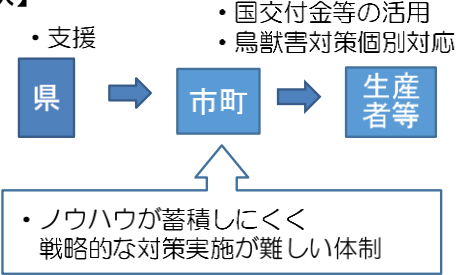 】
・国交付金等の活用
・支援
・鳥獣害対策個別対応
県
市町
生産
者等
・ノウハウが蓄積しにくく
戦略的な対策実施が難しい体制